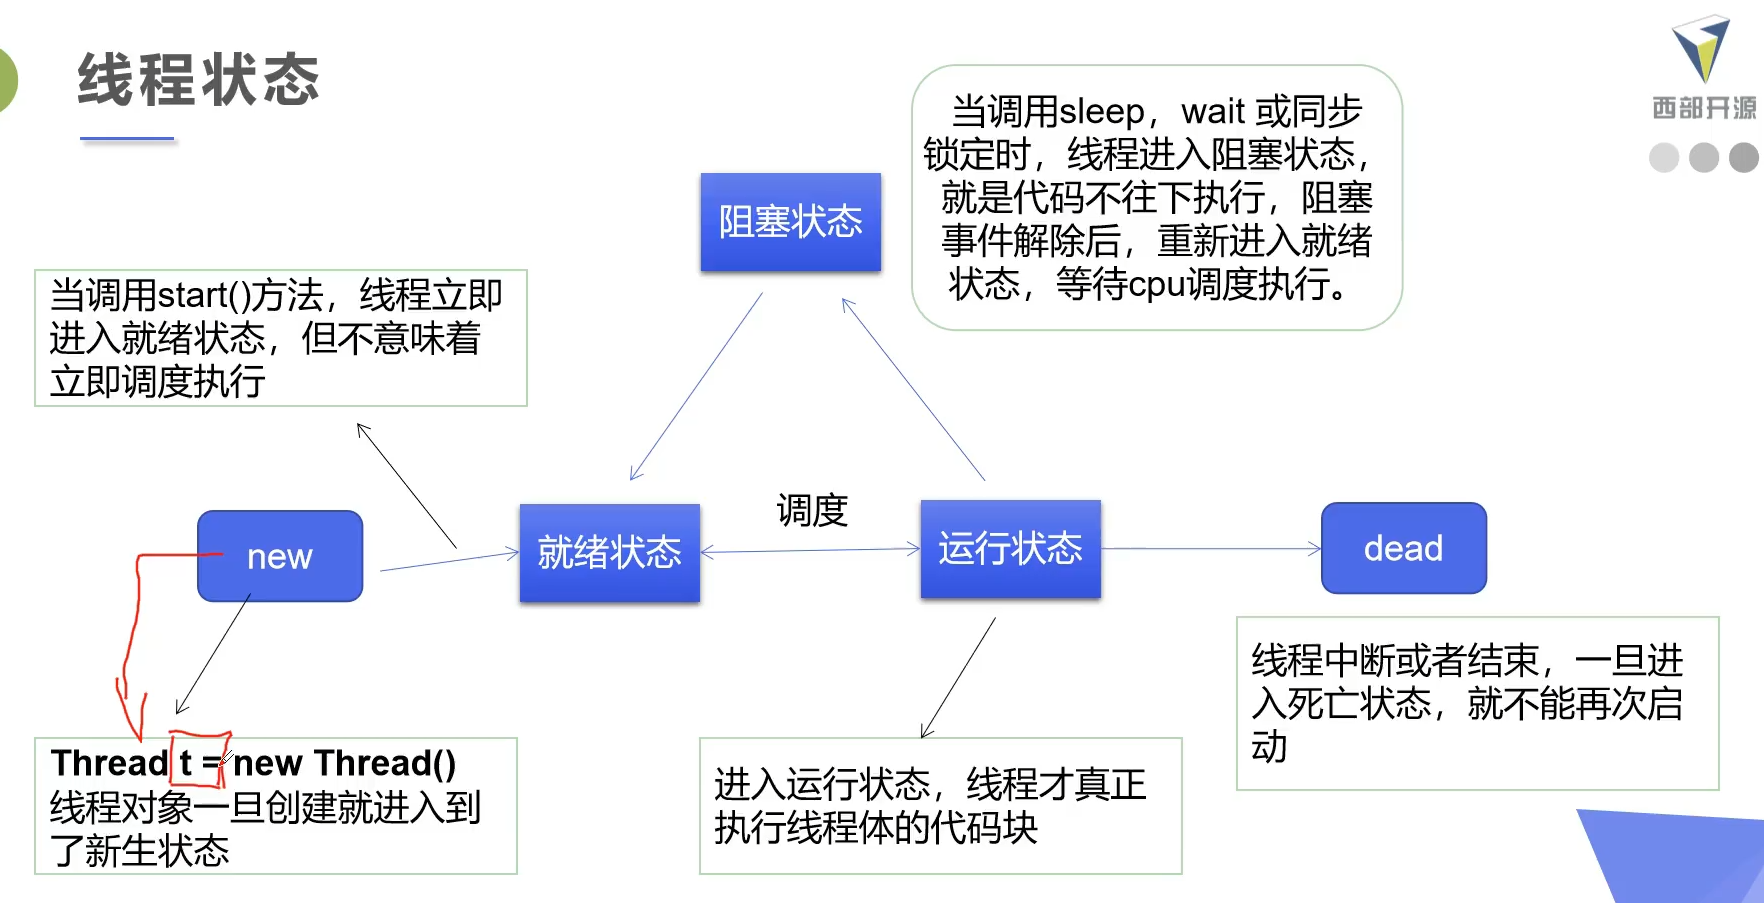 线程状态
西部开源
当调用sleep，wait 或同步
锁定时，线程进入阻塞状态，
就是代码不往下执行，阻塞
事件解除后，重新进入就绪
状态，等待cpu调度执行。
阻塞状态
当调用start()方法，线程立即
进入就绪状态，但不意味着
立即调度执行
调度
new
就绪状态
运行状态
dead
Thread t = new Thread()
线程对象一旦创建就进入到
了新生状态
进入运行状态，线程才真正
执行线程体的代码块
线程中断或者结束，一旦进
入死亡状态，就不能再次启
动